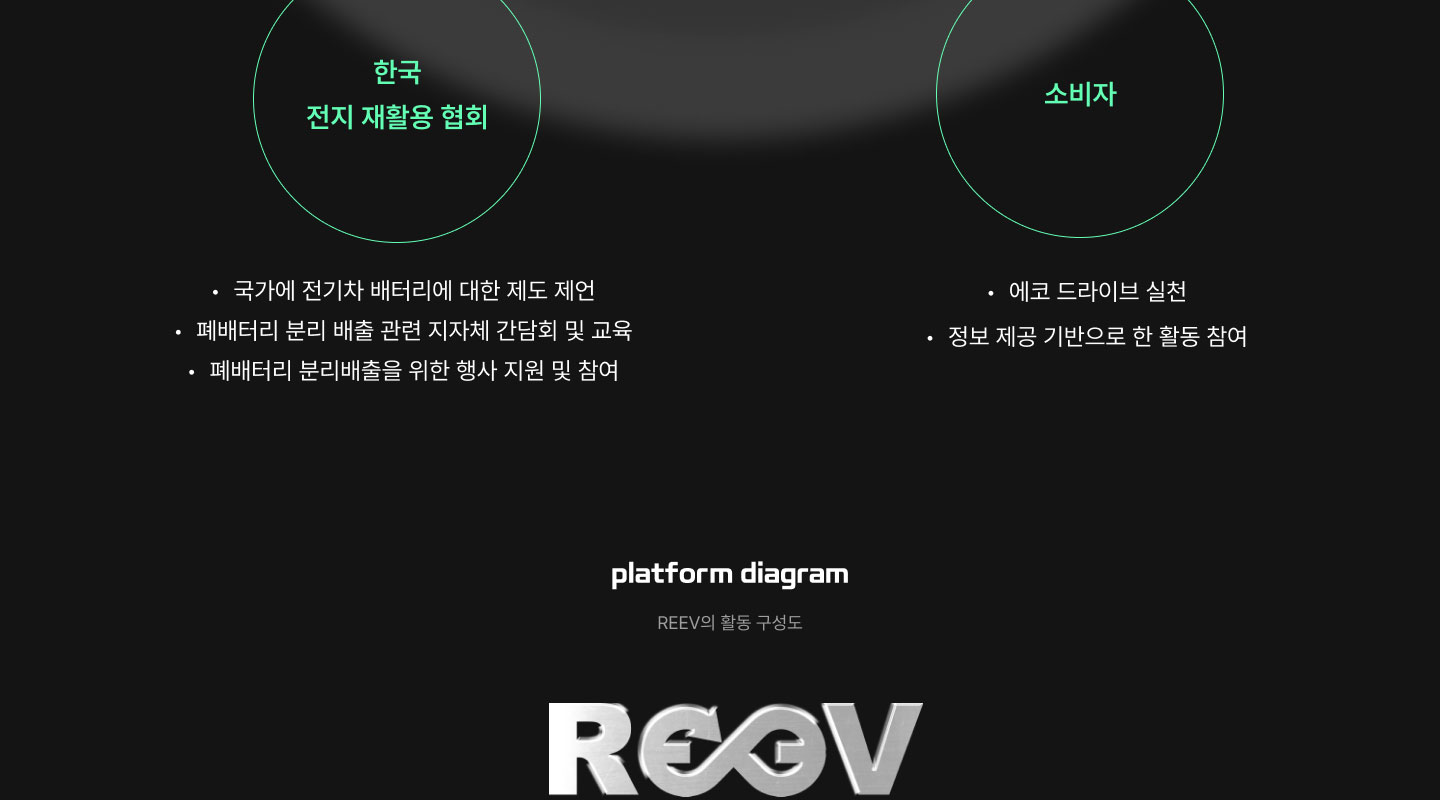 한국
전지 재활용 협회
소비자
• 국가에 전기차 배터리에 대한 제도 제언
• 폐배터리 분리 배출 관련 지자체 간담회 및 교육
• 폐배터리 분리배출을 위한 행사 지원 및 참여
• 에코 드라이브 실천
• 정보 제공 기반으로 한 활동 참여
platform diagram
REEV의 활동 구성도
REEV